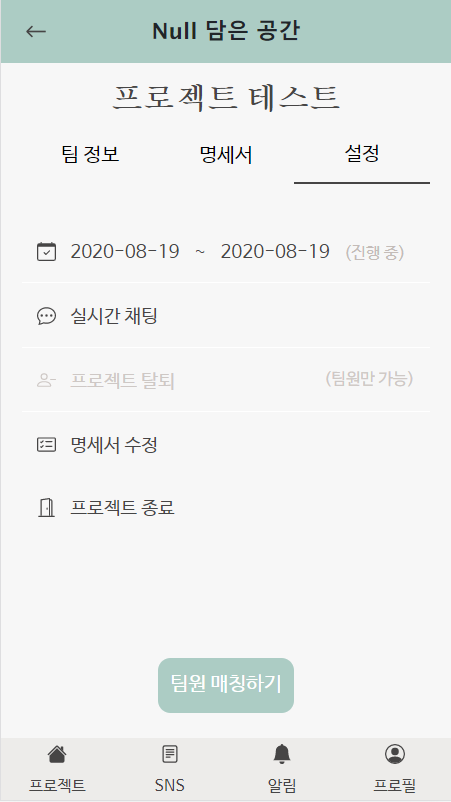 Null 담은 공간
프로젝트 테스트
팀 정보 명세서 설정
2020-08-19 ~ 2020-08-19 (진행 중)
실시간 채팅
프로젝트 탈퇴 (팀원만 가능)
명세서 수정
프로젝트 종료
팀원 매칭하기
프로젝트 SNS 알림 프로필